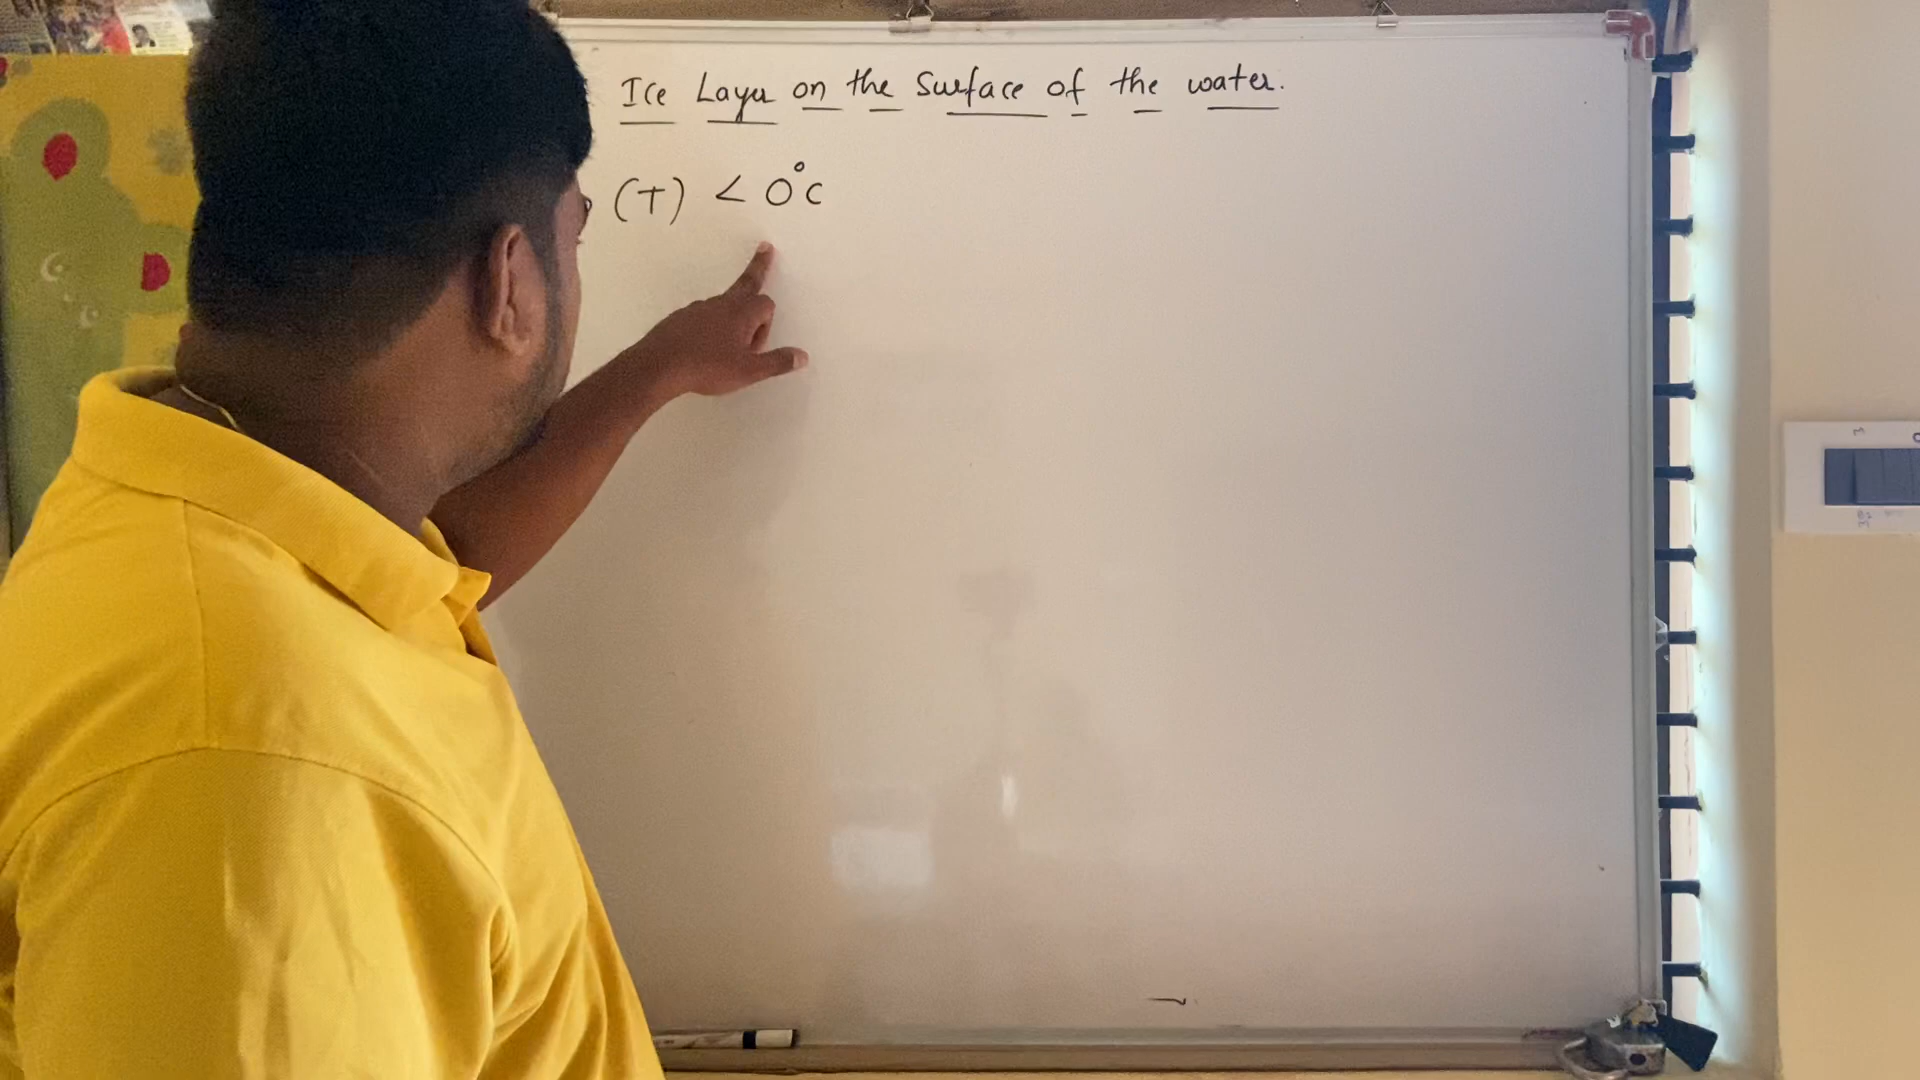 Ice Layer on the Surface of the water.
(T) < 0°C